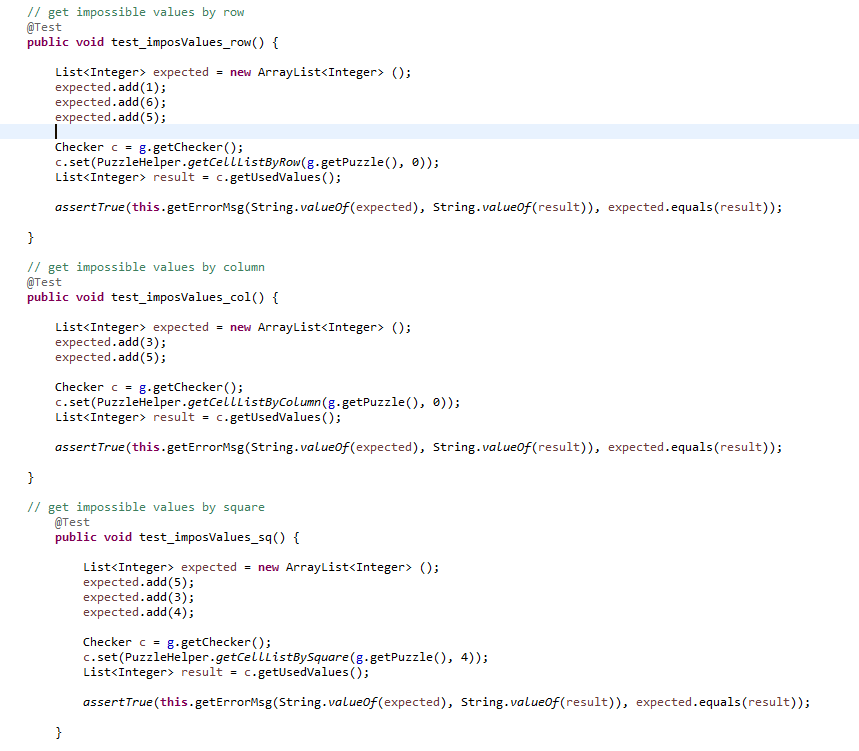 // get impossible values by row
@Test
public void test_imposValues_row() {
List<Integer> expected = new ArrayList<Integer> ();
expected.add(1);
expected.add(6);
expected.add(5);
Checker c = g.getChecker();
c.set(PuzzleHelper.getCellListByRow(g.getPuzzle(), 0));
List<Integer> result = c.getUsedValues();
assertTrue(this.getErrorMsg(String.valueOf(expected), String.valueOf(result)), expected.equals(result));
}
// get impossible values by column
@Test
public void test_imposValues_col() {
List<Integer> expected = new ArrayList<Integer> ();
expected.add(3);
expected.add(5);
Checker c = g.getChecker();
c.set(PuzzleHelper.getCellListByColumn(g.getPuzzle(), 0));
List<Integer> result = c.getUsedValues();
assertTrue(this.getErrorMsg(String.valueOf(expected), String.valueOf(result)), expected.equals(result));
}
// get impossible values by square
@Test
public void test_imposValues_sq() {
List<Integer> expected = new ArrayList<Integer> ();
expected.add(5);
expected.add(3);
expected.add(4);
Checker c = g.getChecker();
c.set(PuzzleHelper.getCellListBySquare(g.getPuzzle(), 4));
List<Integer> result = c.getUsedValues();
assertTrue(this.getErrorMsg(String.valueOf(expected), String.valueOf(result)), expected.equals(result));
}